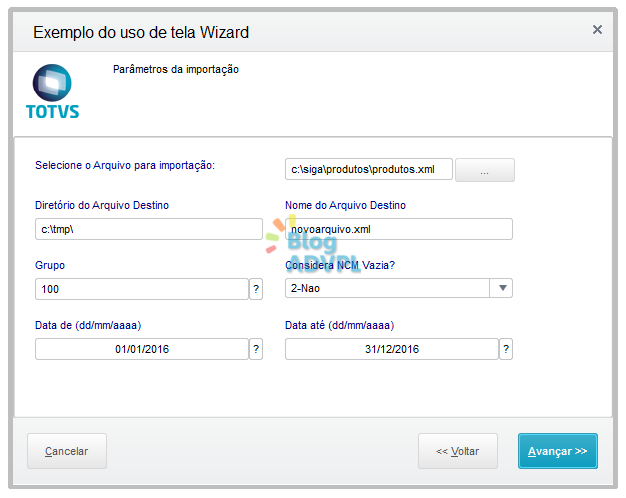 Exemplo do uso de tela Wizard
TOTVS
Parâmetros da importação
Selecione o Arquivo para importação:
c:\siga\produtos\produtos.xml
...
Diretório do Arquivo Destino
Nome do Arquivo Destino
c:\tmp\
novoarquivo.xml
Blog
ADVPL
Grupo
Considera NCM Vazia?
100
?
2-Nao
Data de (dd/mm/aaaa)
Data até (dd/mm/aaaa)
01/01/2016
?
31/12/2016
?
Cancelar
<< Voltar
Avançar >>